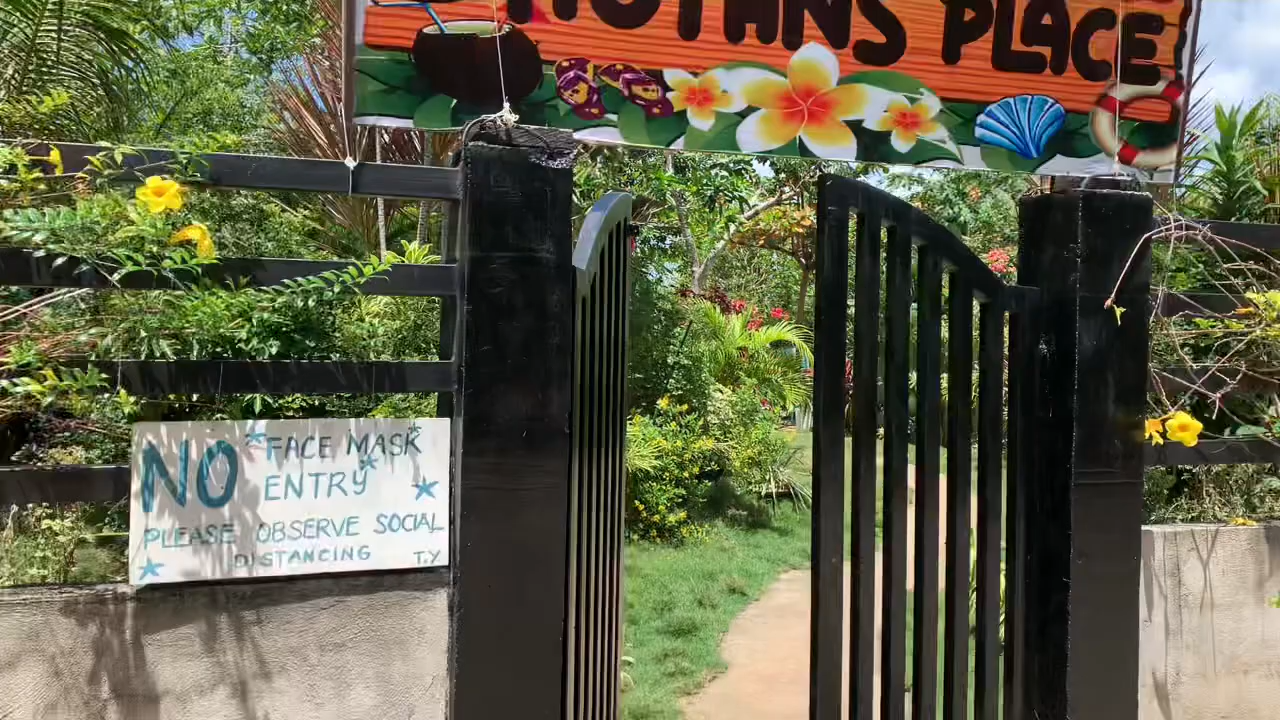 PLACE
NO FACE MASK
ENTRY
PLEASE OBSERVE SOCIAL
DISTANCING T.Y